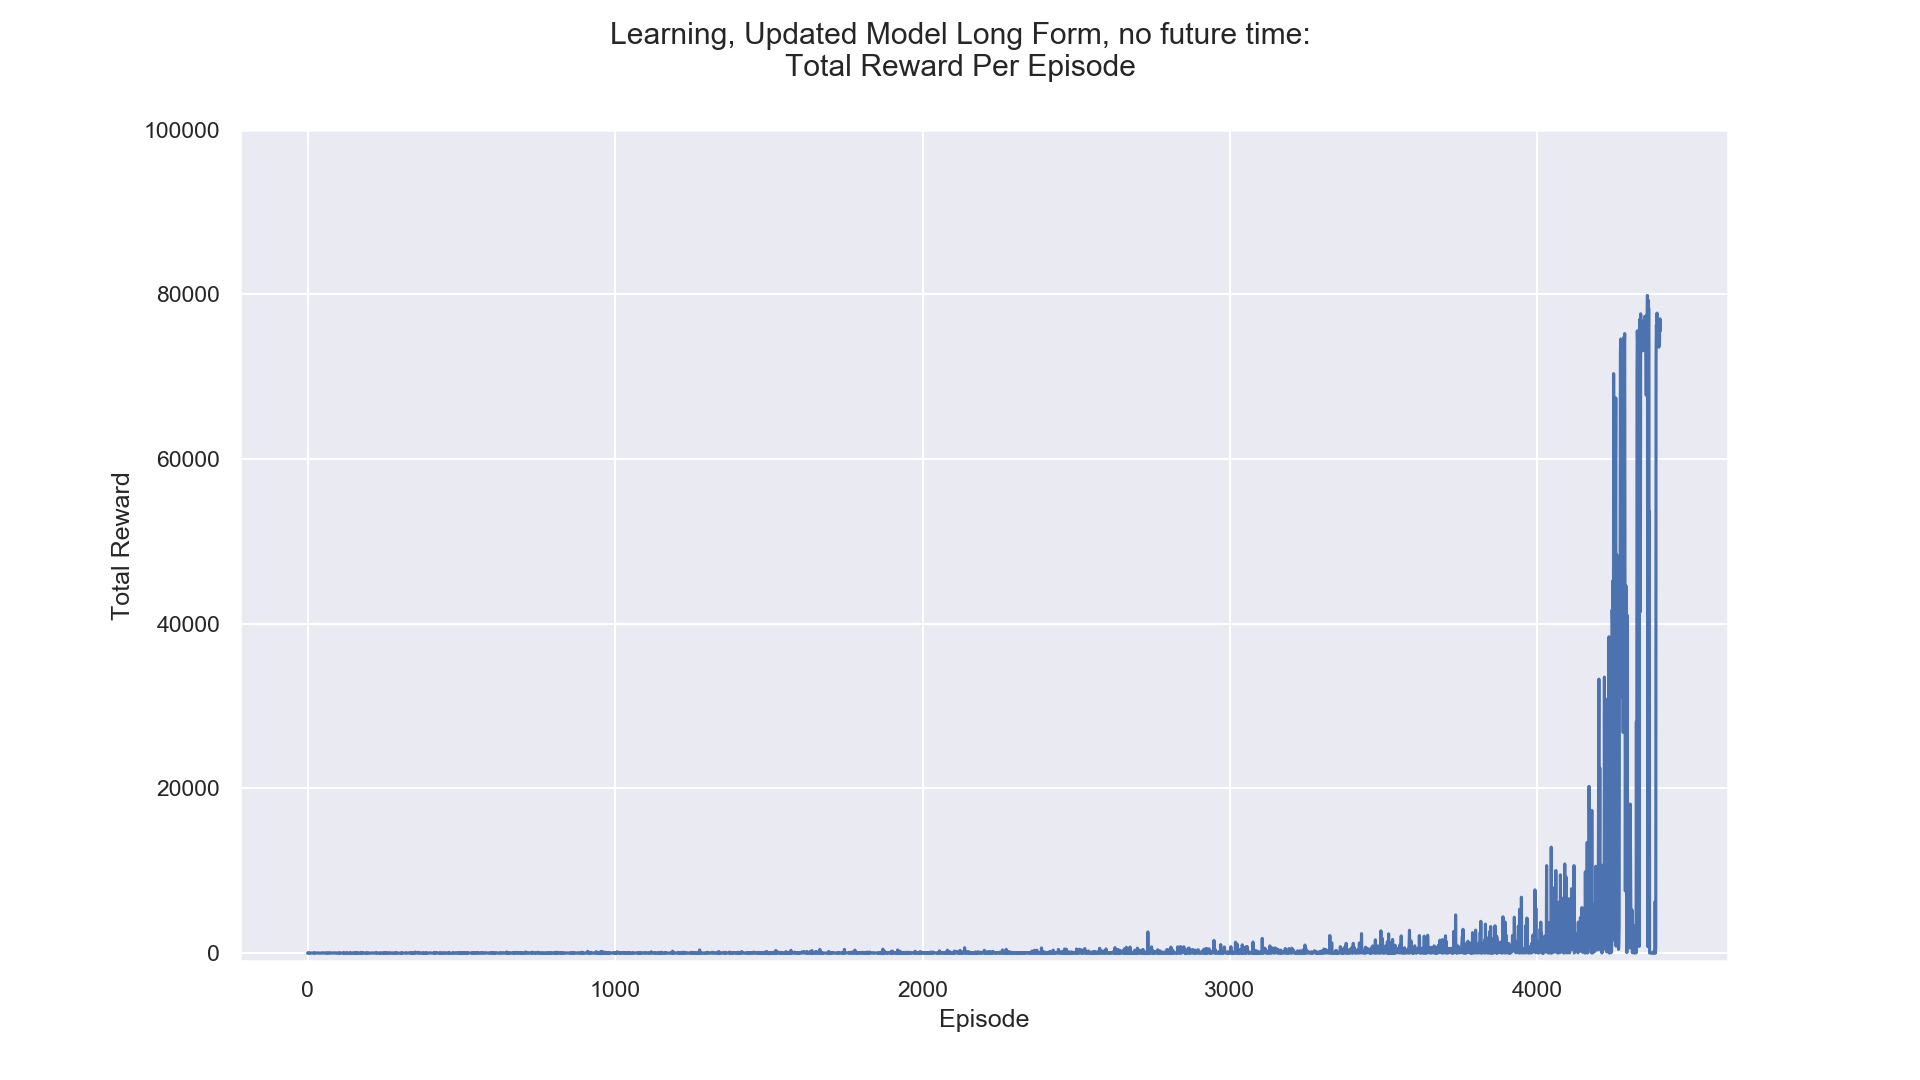 Learning, Updated Model Long Form, no future time:
Total Reward Per Episode
100000
80000
60000
40000
20000
0
Total Reward
0 1000 2000 3000 4000
Episode